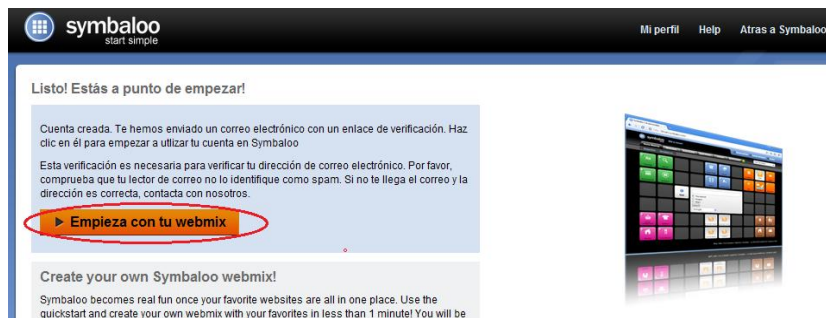 symbaloo
start simple
Mi perfil Help Atras a Symbaloo
Listo! Estás a punto de empezar!
Cuenta creada. Te hemos enviado un correo electrónico con un enlace de verificación. Haz
clic en él para empezar a utlizar tu cuenta en Symbaloo
Esta verificación es necesaria para verificar tu dirección de correo electrónico. Por favor,
comprueba que tu lector de correo no lo identifique como spam. Si no te llega el correo y la
dirección es correcta, contacta con nosotros.
Empieza con tu webmix
Create your own Symbaloo webmix!
Symbaloo becomes real fun once your favorite websites are all in one place. Use the
quickstart and create your own webmix with your favorites in less than 1 minute! You will be